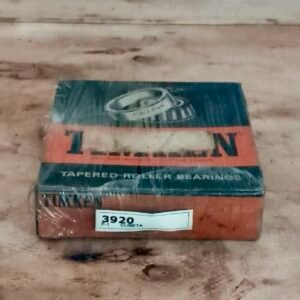 TIMKEN
TAPERED ROLLER BEARINGS
TIMKEN
3920